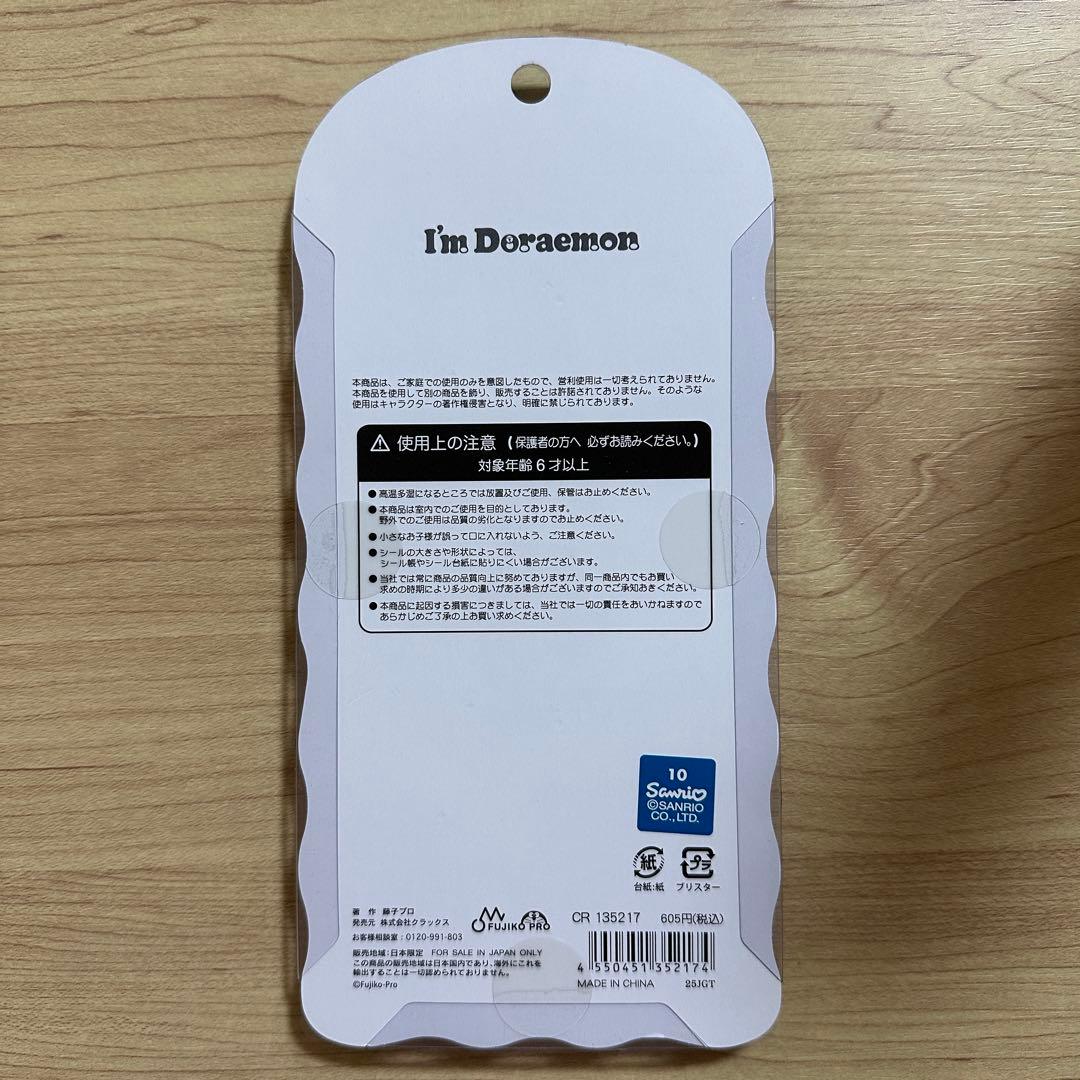 I'm Doraemon
本商品は、ご家庭での使用のみを意図したもので、営利使用は一切考えられておりません。
本商品を使用して別の商品を飾り、販売することは許諾されておりません。そのような
使用はキャラクターの著作権侵害となり、明確に禁じられております。
⚠ 使用上の注意 (保護者の方へ 必ずお読みください。)
対象年齢6才以上
●高温多湿になるところでは放置及びご使用、保管はお止めください。
●本商品は室内でのご使用を目的としております。
野外でのご使用は品質の劣化となりますのでお止めください。
●小さなお子様が誤って口に入れないよう、ご注意ください。
●シールの大きさや形状によっては、
シール帳やシール台紙に貼りにくい場合がございます。
●当社では常に商品の品質向上に努めておりますが、同一商品内でもお買い
求めの時期により多少の違いがある場合がございますのでご承知おきください。
●本商品に起因する損害につきましては、当社では一切の責任をおいかねますので
あらかじめご了承の上お買い求めください。
10
Sanrio
©SANRIO
CO.,LTD.
紙 プラ
台紙:紙 ブリスター
著 作 藤子プロ
発売元 株式会社クラックス
お客様相談室:0120-991-803
FUJIKO PRO
CR 135217 605円(税込)
販売地域:日本限定 FOR SALE IN JAPAN ONLY
この商品の販売地域は日本国内であり、海外にこれを
輸出することは一切認められておりません。
©Fujiko-Pro
4 550451 352174
MADE IN CHINA 25JGT